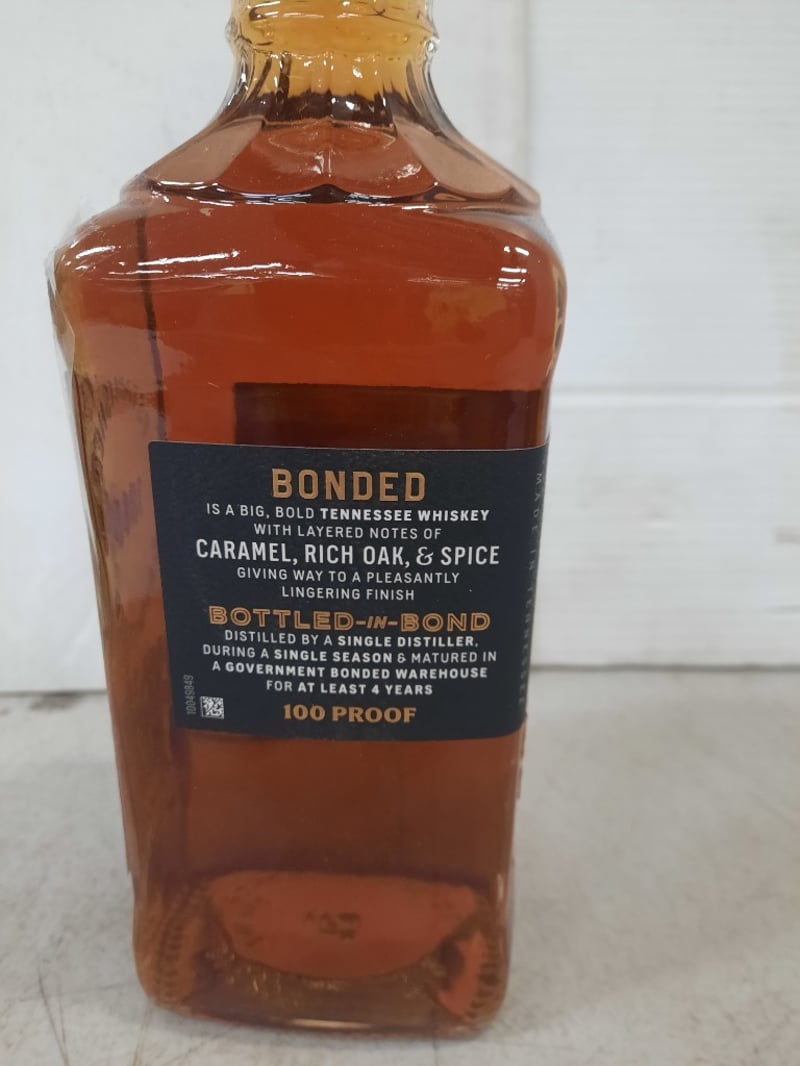 BONDED
IS A BIG, BOLD TENNESSEE WHISKEY
WITH LAYERED NOTES OF
CARAMEL, RICH OAK, & SPICE
GIVING WAY TO A PLEASANTLY
LINGERING FINISH
BOTTLED-IN-BOND
DISTILLED BY A SINGLE DISTILLER,
DURING A SINGLE SEASON & MATURED IN
A GOVERNMENT BONDED WAREHOUSE
FOR AT LEAST 4 YEARS
100 PROOF
10049849
MADE IN TENNESSEE